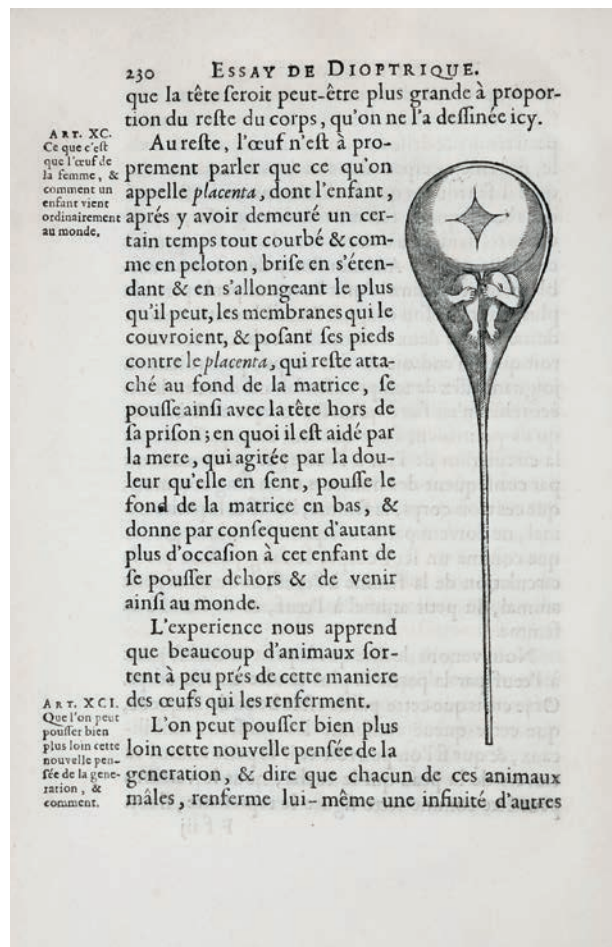 230 ESSAY DE DIOPTRIQUE.
que la tête ſeroit peut-être plus grande à propor-
tion du reſte du corps, qu'on ne l'a deſſinée icy.
ART. XC.
Ce que c'eſt
que l'œuf de
la femme, &
comment un
enfant vient
ordinairement
au monde.
Au reſte, l'œuf n'eſt à pro-
prement parler que ce qu'on
appelle placenta, dont l'enfant,
aprés y avoir demeuré un cer-
tain temps tout courbé & com-
me en peloton, briſe en s'éten-
dant & en s'allongeant le plus
qu'il peut, les membranes qui le
couvroient, & poſant ſes pieds
contre le placenta, qui reſte atta-
ché au fond de la matrice, ſe
pouſſe ainſi avec la tête hors de
ſa priſon; en quoi il eſt aidé par
la mere, qui agitée par la dou-
leur qu'elle en ſent, pouſſe le
fond de la matrice en bas, &
donne par conſequent d'autant
plus d'occaſion à cet enfant de
ſe pouſſer dehors & de venir
ainſi au monde.
L'experience nous apprend
que beaucoup d'animaux ſor-
tent à peu prés de cette maniere
des œufs qui les renferment.
ART. XCI.
Que l'on peut
pouſſer bien
plus loin cette
nouvelle pen-
ſée de la gene-
ration, &
comment.
L'on peut pouſſer bien plus
loin cette nouvelle penſée de la
generation, & dire que chacun de ces animaux
mâles, renferme lui-même une infinité d'autres